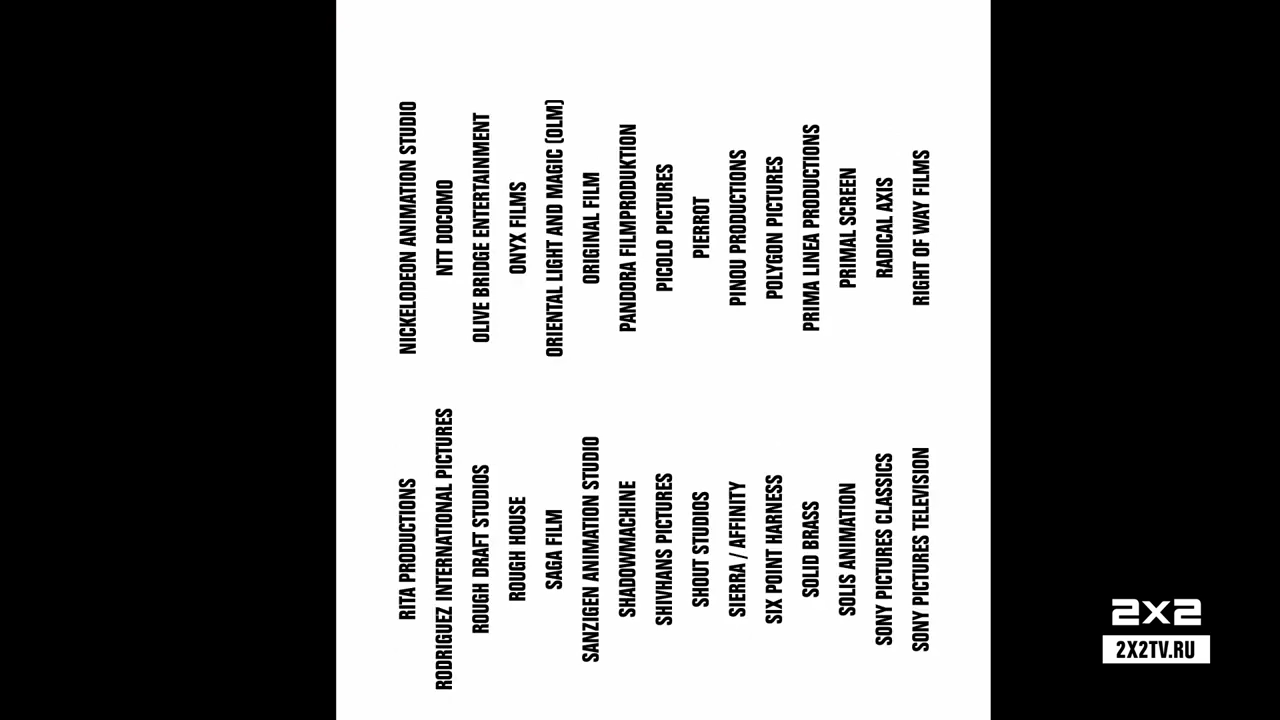 NICKELODEON ANIMATION STUDIO
NTT DOCOMO
OLIVE BRIDGE ENTERTAINMENT
ONYX FILMS
ORIENTAL LIGHT AND MAGIC (OLM)
ORIGINAL FILM
PANDORA FILMPRODUKTION
PICOLO PICTURES
PIERROT
PINOU PRODUCTIONS
POLYGON PICTURES
PRIMA LINEA PRODUCTIONS
PRIMAL SCREEN
RADICAL AXIS
RIGHT OF WAY FILMS
RITA PRODUCTIONS
RODRIGUEZ INTERNATIONAL PICTURES
ROUGH DRAFT STUDIOS
ROUGH HOUSE
SAGA FILM
SANZIGEN ANIMATION STUDIO
SHADOWMACHINE
SHIVHANS PICTURES
SHOUT STUDIOS
SIERRA / AFFINITY
SIX POINT HARNESS
SOLID BRASS
SOLIS ANIMATION
SONY PICTURES CLASSICS
SONY PICTURES TELEVISION
2X2
2X2TV.RU